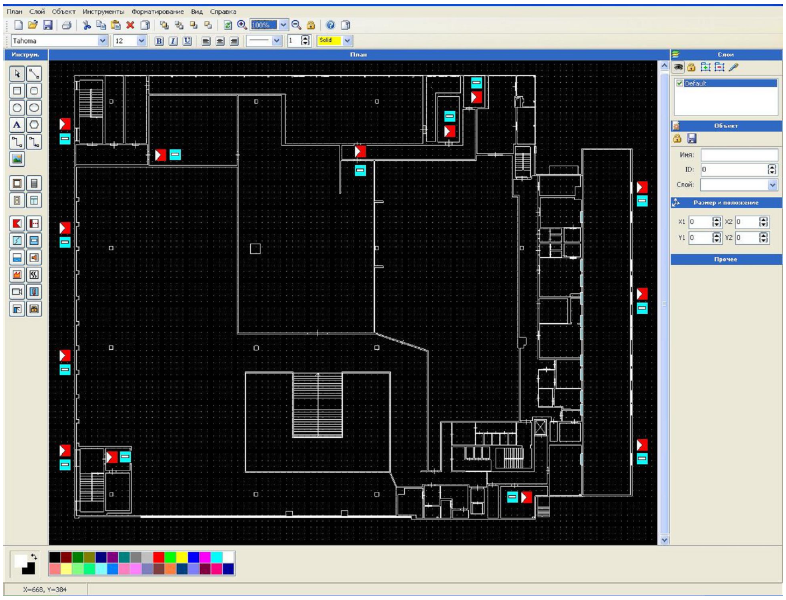 План Слой Объект Инструменты Форматирование Вид Справка
100%
Tahoma 12 B I U 1 Solid
Инструм. План Слои
Default
A
Объект
Имя:
ID: 0
Слой:
Размер и положение
X1 0 X2 0
Y1 0 Y2 0
Прочее
X=668, Y=384